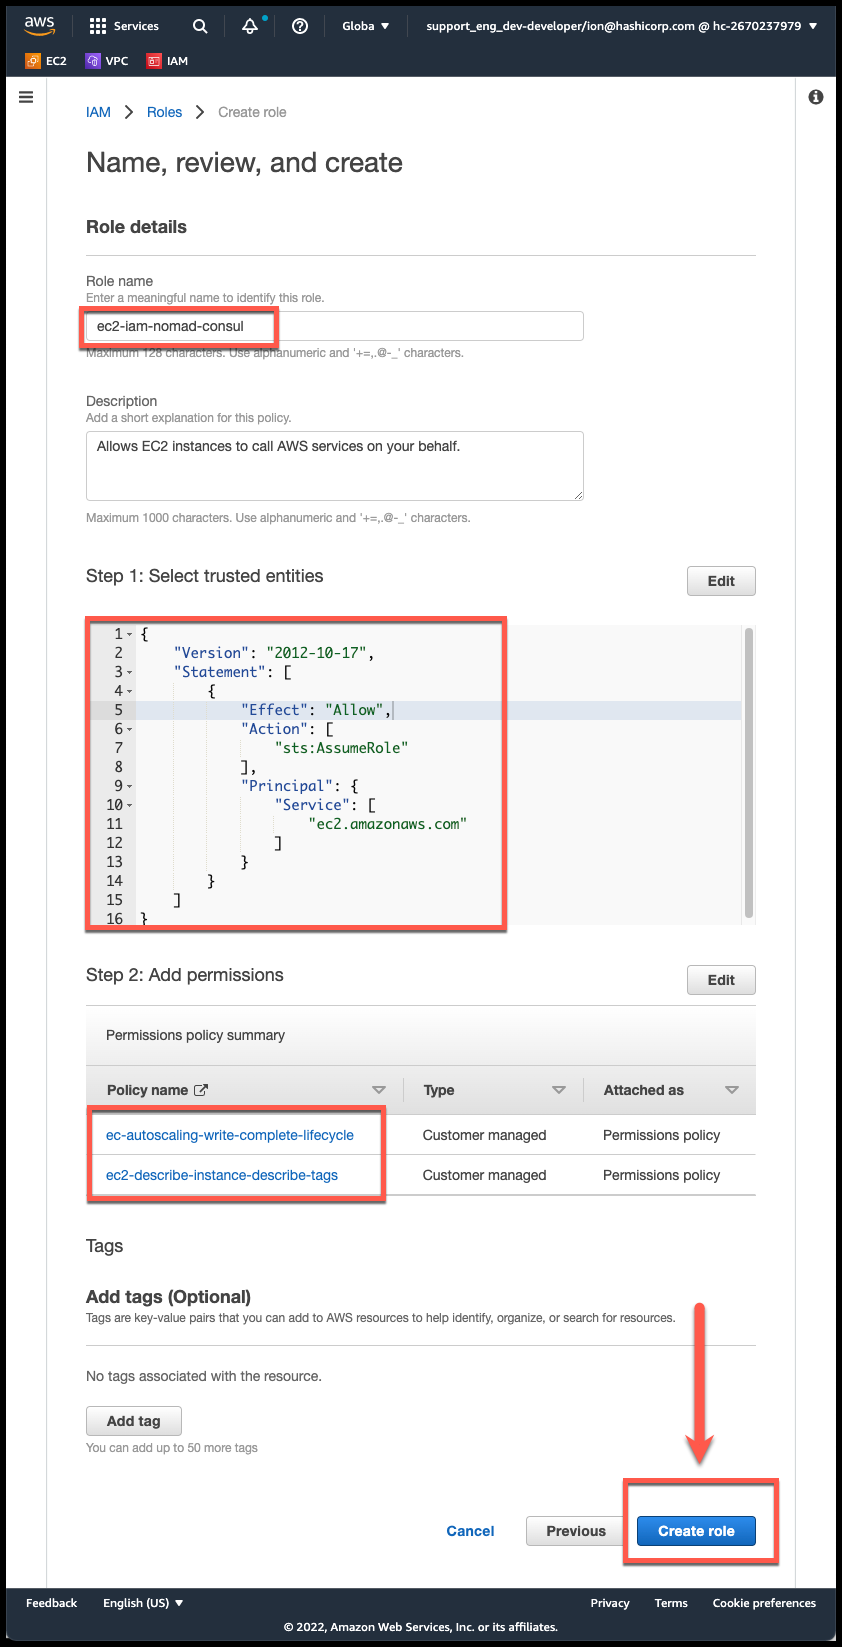 aws Services Globa support_eng_dev-developer/ion@hashicorp.com @ hc-2670237979
EC2 VPC IAM
IAM Roles Create role
Name, review, and create
Role details
Role name
Enter a meaningful name to identify this role.
ec2-iam-nomad-consul
Maximum 128 characters. Use alphanumeric and '+=,.@-_' characters.
Description
Add a short explanation for this policy.
Allows EC2 instances to call AWS services on your behalf.
Maximum 1000 characters. Use alphanumeric and '+=,.@-_' characters.
Step 1: Select trusted entities Edit
1 {
2 "Version": "2012-10-17",
3 "Statement": [
4 {
5 "Effect": "Allow",
6 "Action": [
7 "sts:AssumeRole"
8 ],
9 "Principal": {
10 "Service": [
11 "ec2.amazonaws.com"
12 ]
13 }
14 }
15 ]
16 }
Step 2: Add permissions Edit
Permissions policy summary
Policy name Type Attached as
ec-autoscaling-write-complete-lifecycle Customer managed Permissions policy
ec2-describe-instance-describe-tags Customer managed Permissions policy
Tags
Add tags (Optional)
Tags are key-value pairs that you can add to AWS resources to help identify, organize, or search for resources.
No tags associated with the resource.
Add tag
You can add up to 50 more tags
Cancel Previous Create role
Feedback English (US) Privacy Terms Cookie preferences
© 2022, Amazon Web Services, Inc. or its affiliates.